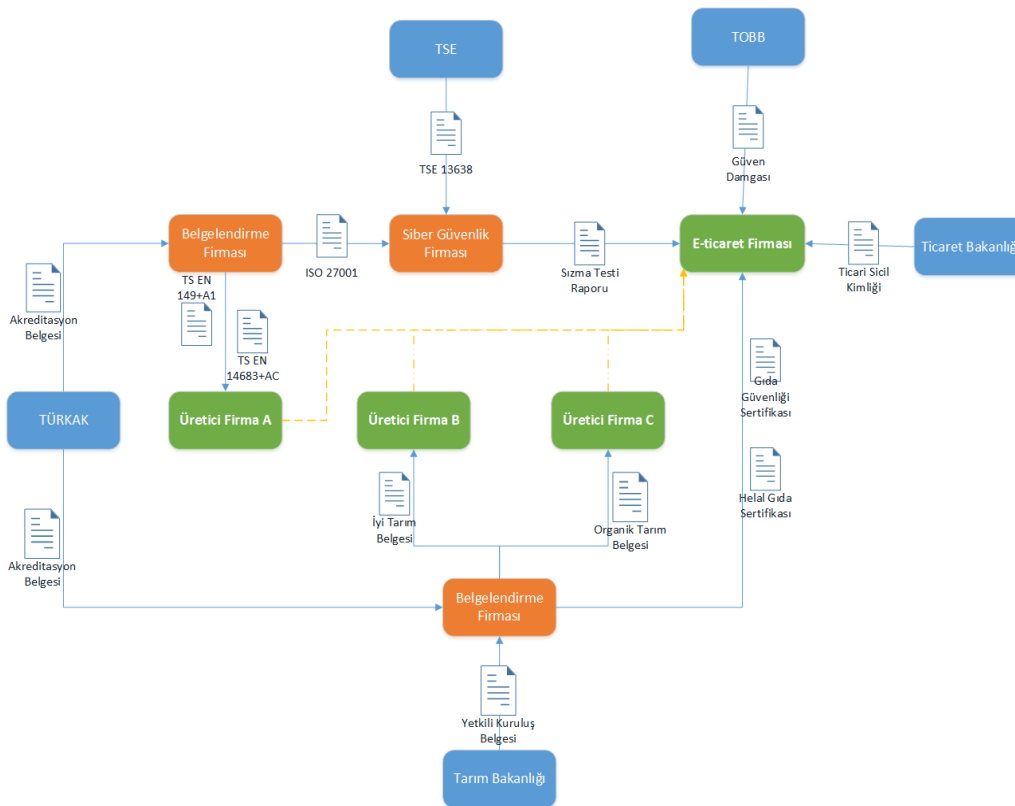 TSE
TOBB
TSE 13638
Güven
Damgası
Belgelendirme
Firması
ISO 27001
Siber Güvenlik
Firması
Sızma Testi
Raporu
E-ticaret Firması
Ticari Sicil
Kimliği
Ticaret Bakanlığı
Akreditasyon
Belgesi
TS EN
149+A1
TS EN
14683+AC
TÜRKAK
Üretici Firma A
Üretici Firma B
Üretici Firma C
Gıda
Güvenliği
Sertifikası
Helal Gıda
Sertifikası
İyi Tarım
Belgesi
Organik Tarım
Belgesi
Akreditasyon
Belgesi
Belgelendirme
Firması
Yetkili Kuruluş
Belgesi
Tarım Bakanlığı